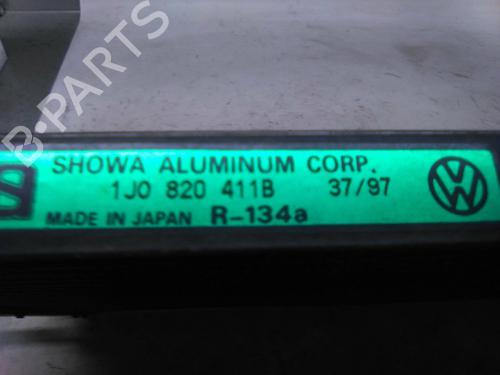 B-PARTS
SHOWA ALUMINUM CORP.
1J0 820 411B 37/97
MADE IN JAPAN R-134a